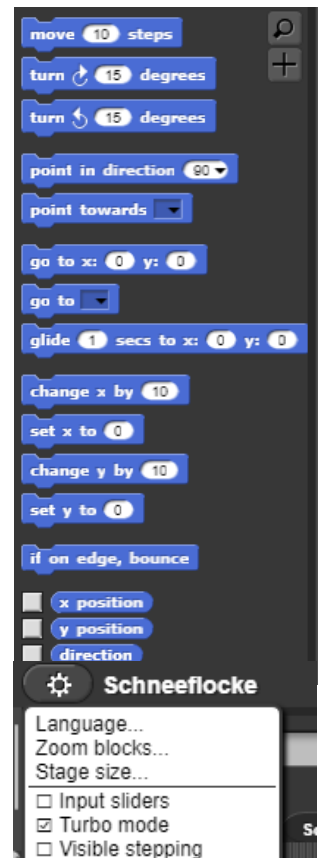 move 10 steps
turn 15 degrees
turn 15 degrees
point in direction 90
point towards
go to x: 0 y: 0
go to
glide 1 secs to x: 0 y: 0
change x by 10
set x to 0
change y by 10
set y to 0
if on edge, bounce
x position
y position
direction
Schneeflocke
Language...
Zoom blocks...
Stage size...
Input sliders
Turbo mode
Visible stepping